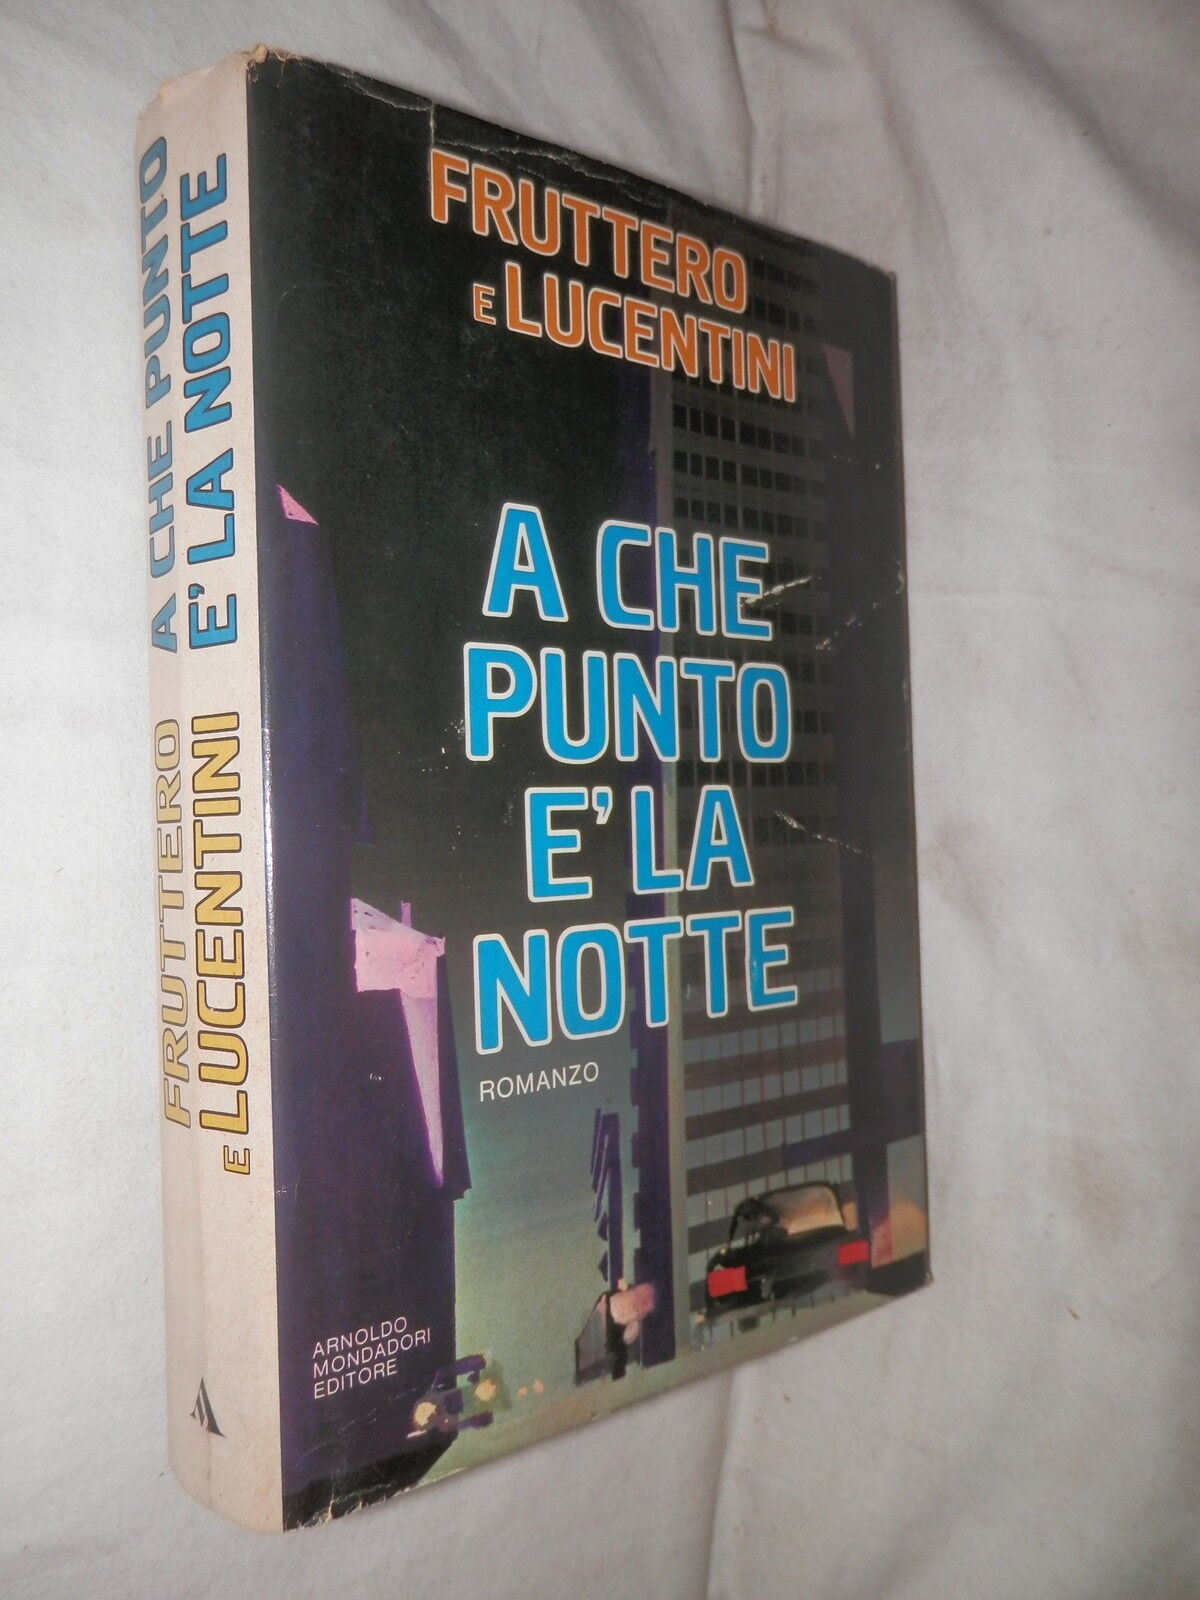 FRUTTERO
E LUCENTINI
A CHE
PUNTO
E' LA
NOTTE
ROMANZO
ARNOLDO
MONDADORI
EDITORE
FRUTTERO
E LUCENTINI
A CHE PUNTO
E' LA NOTTE